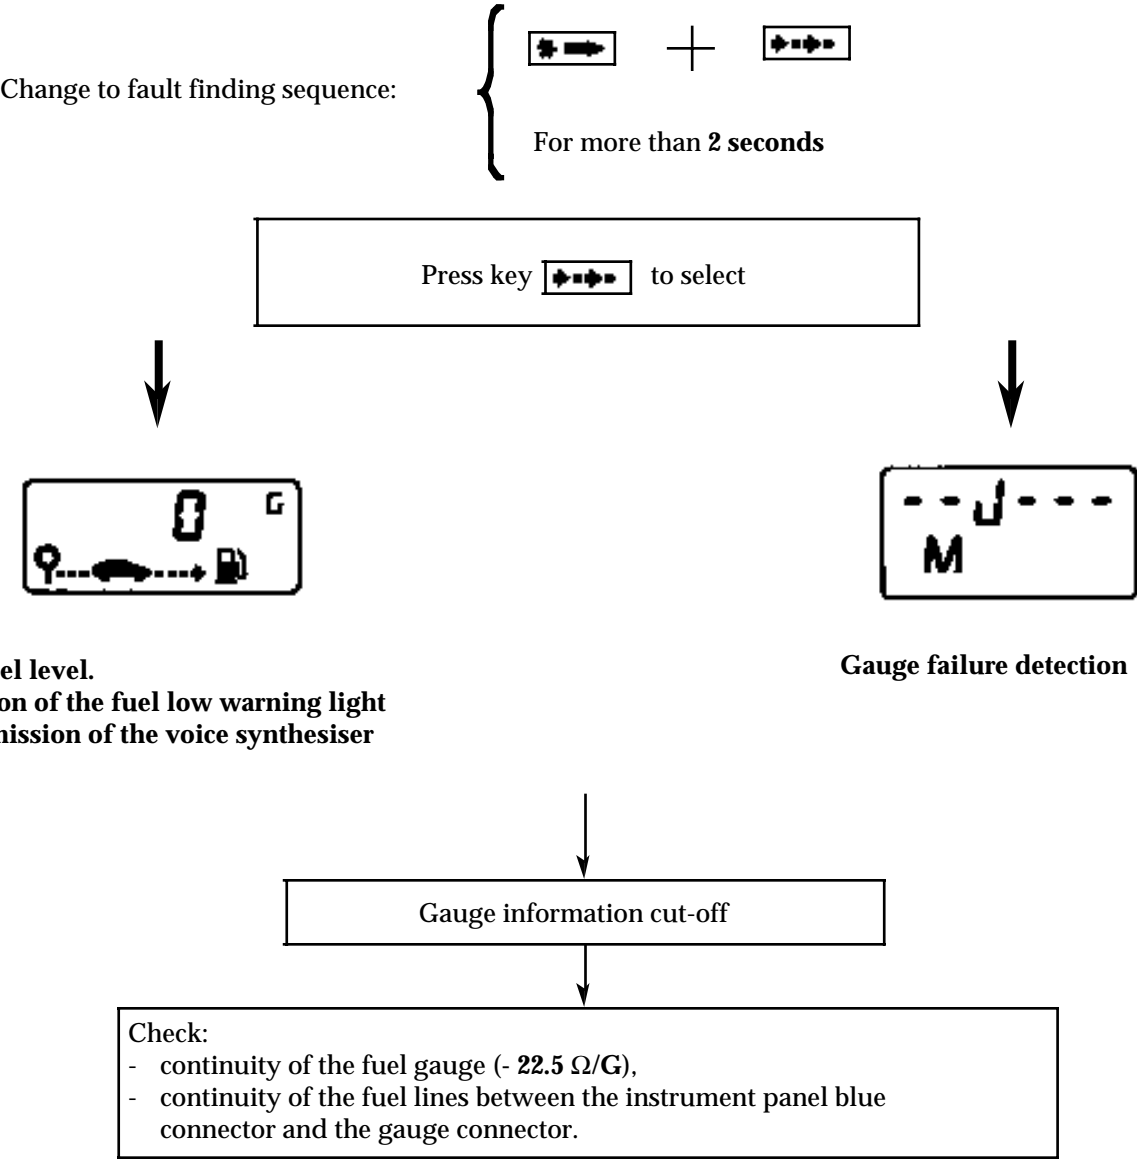 Change to fault finding sequence:
For more than 2 seconds
Press key to select
0 G
- - J - - -
M
el level.
on of the fuel low warning light
nission of the voice synthesiser
Gauge failure detection
Gauge information cut-off
Check:
- continuity of the fuel gauge (- 22.5 Ω/G),
- continuity of the fuel lines between the instrument panel blue
connector and the gauge connector.